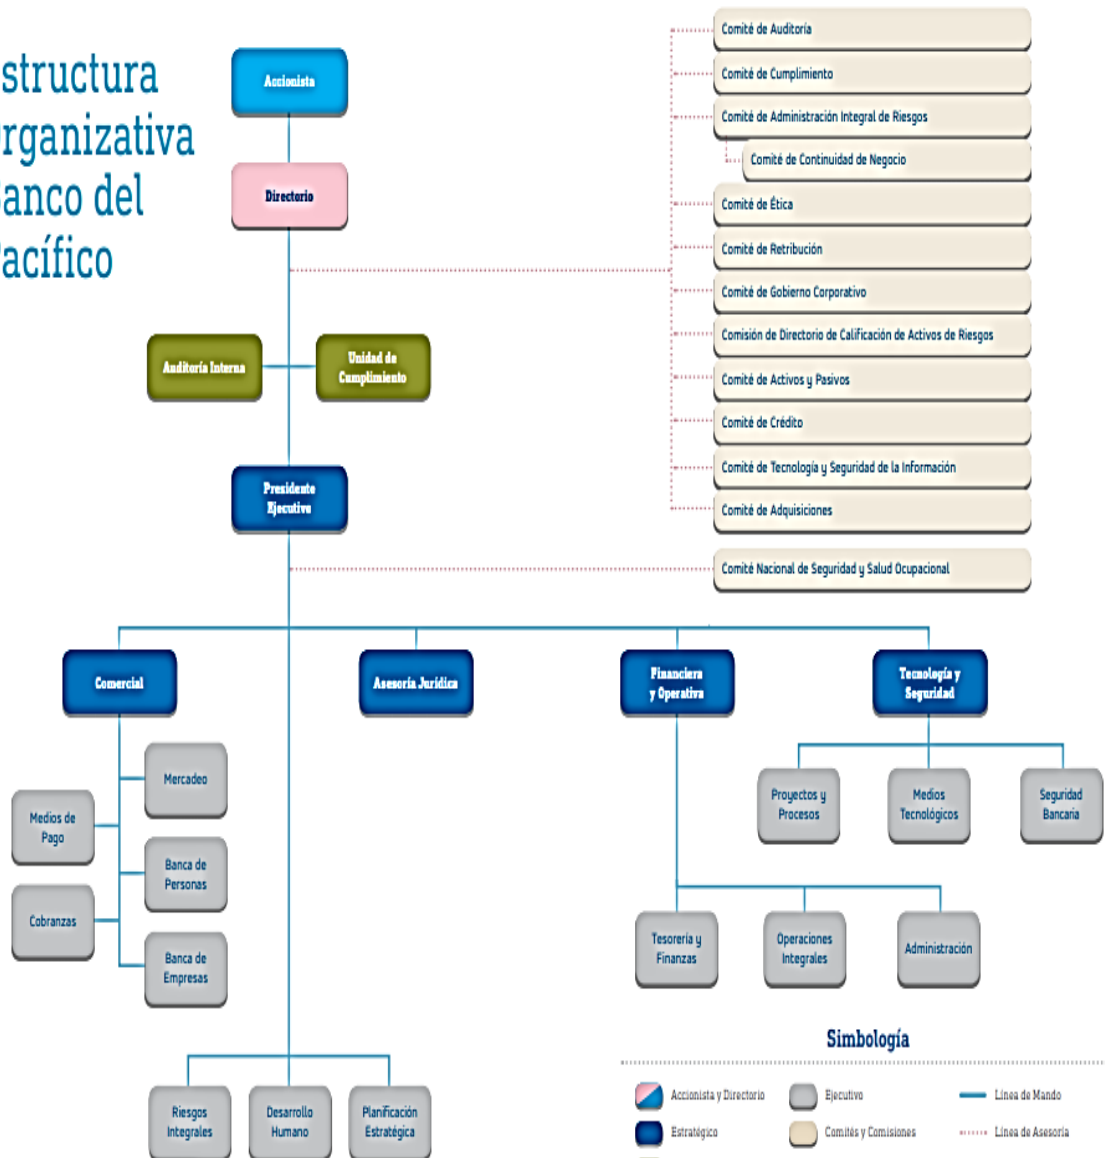 structura
rganizativa
anco del
acífico
Accionista
Directorio
Auditoría Interna
Unidad de
Cumplimiento
Presidente
Ejecutivo
Comité de Auditoría
Comité de Cumplimiento
Comité de Administración Integral de Riesgos
Comité de Continuidad de Negocio
Comité de Ética
Comité de Retribución
Comité de Gobierno Corporativo
Comisión de Directorio de Calificación de Activos de Riesgos
Comité de Activos y Pasivos
Comité de Crédito
Comité de Tecnología y Seguridad de la Información
Comité de Adquisiciones
Comité Nacional de Seguridad y Salud Ocupacional
Comercial
Asesoría Jurídica
Financiera
y Operativa
Tecnología y
Seguridad
Mercadeo
Medios de
Pago
Banca de
Personas
Cobranzas
Banca de
Empresas
Proyectos y
Procesos
Medios
Tecnológicos
Seguridad
Bancaria
Tesorería y
Finanzas
Operaciones
Integrales
Administración
Riesgos
Integrales
Desarrollo
Humano
Planificación
Estratégica
Simbología
Accionista y Directorio
Ejecutivo
Línea de Mando
Estratégico
Comités y Comisiones
Línea de Asesoría